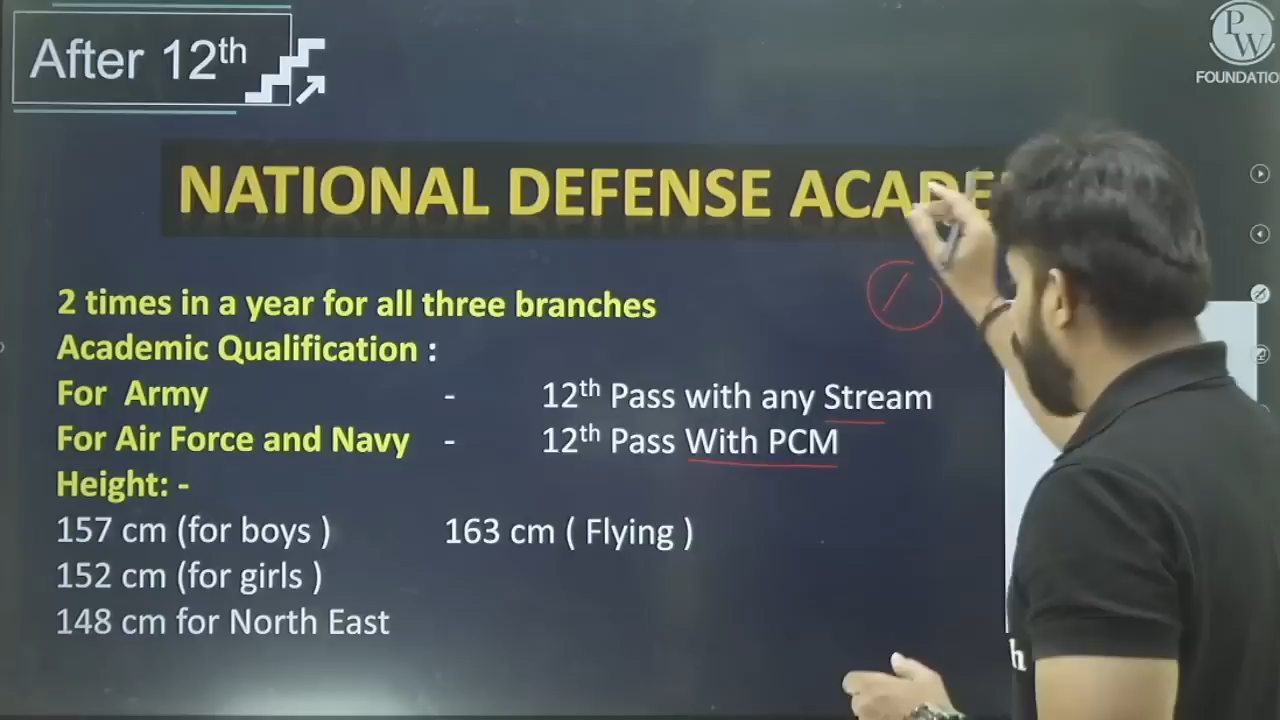 After 12th
PW
FOUNDATIO
NATIONAL DEFENSE ACADE
2 times in a year for all three branches
Academic Qualification :
For Army - 12th Pass with any Stream
For Air Force and Navy - 12th Pass With PCM
Height: -
157 cm (for boys ) 163 cm ( Flying )
152 cm (for girls )
148 cm for North East
h